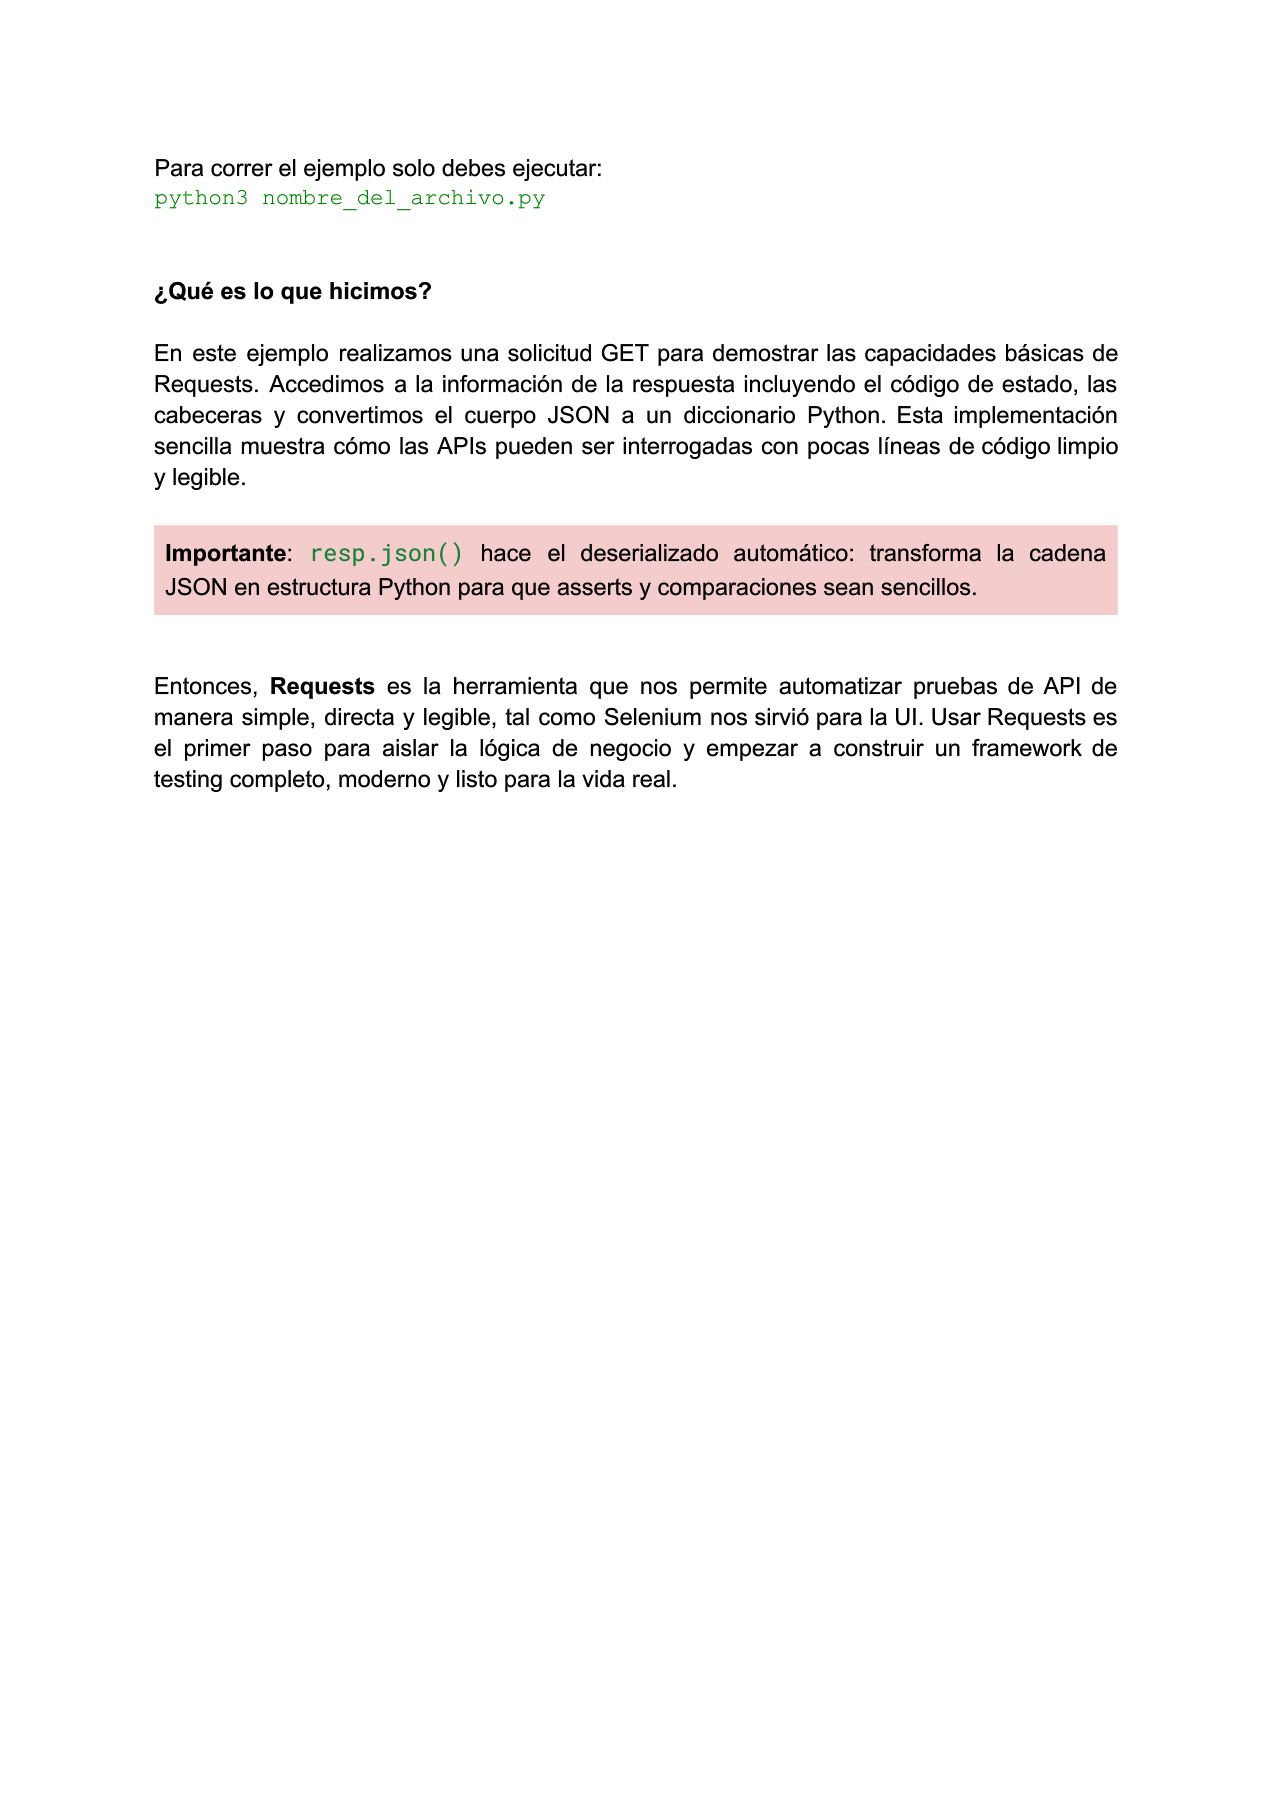 Para correr el ejemplo solo debes ejecutar:
python3 nombre_del_archivo.py
¿Qué es lo que hicimos?
En este ejemplo realizamos una solicitud GET para demostrar las capacidades básicas de
Requests. Accedimos a la información de la respuesta incluyendo el código de estado, las
cabeceras y convertimos el cuerpo JSON a un diccionario Python. Esta implementación
sencilla muestra cómo las APIs pueden ser interrogadas con pocas líneas de código limpio
y legible.
Importante: resp.json() hace el deserializado automático: transforma la cadena
JSON en estructura Python para que asserts y comparaciones sean sencillos.
Entonces, Requests es la herramienta que nos permite automatizar pruebas de API de
manera simple, directa y legible, tal como Selenium nos sirvió para la UI. Usar Requests es
el primer paso para aislar la lógica de negocio y empezar a construir un framework de
testing completo, moderno y listo para la vida real.